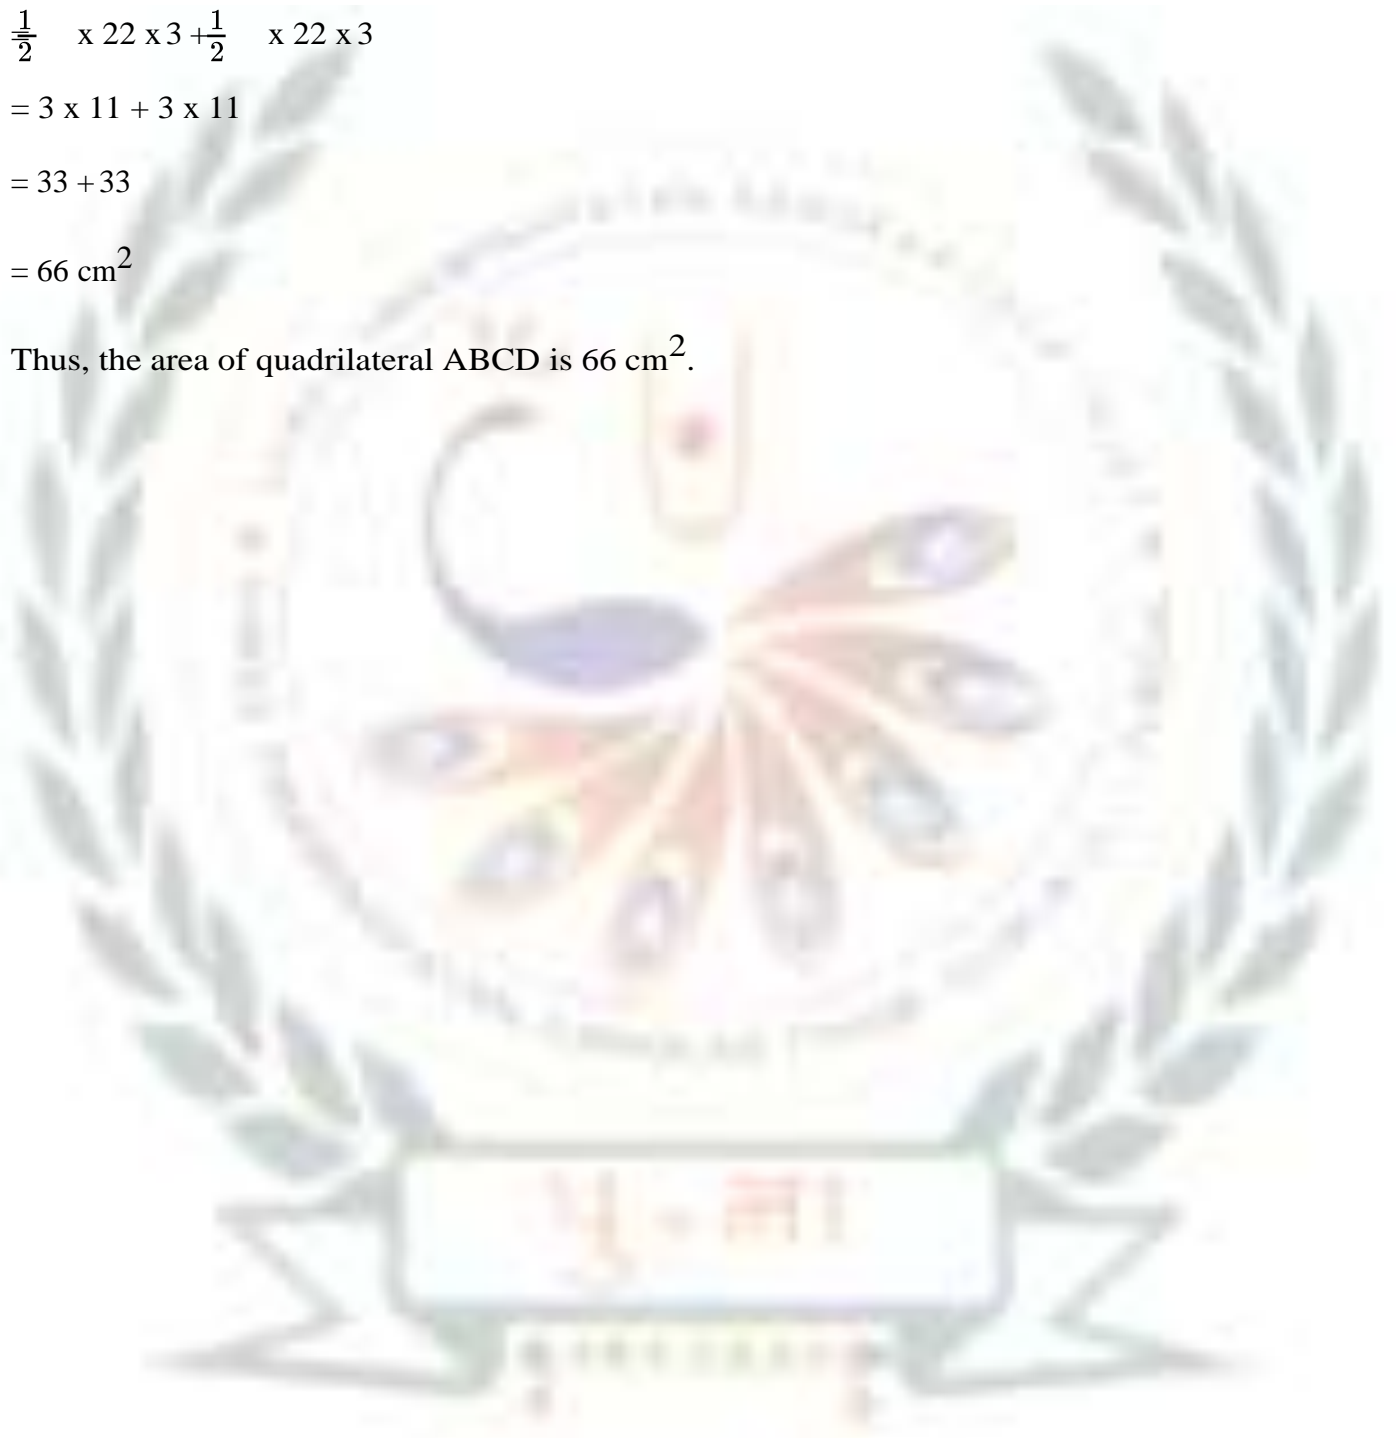 = 1/2 x 22 x 3 + 1/2 x 22 x 3
= 3 x 11 + 3 x 11
= 33 + 33
= 66 cm²
Thus, the area of quadrilateral ABCD is 66 cm².